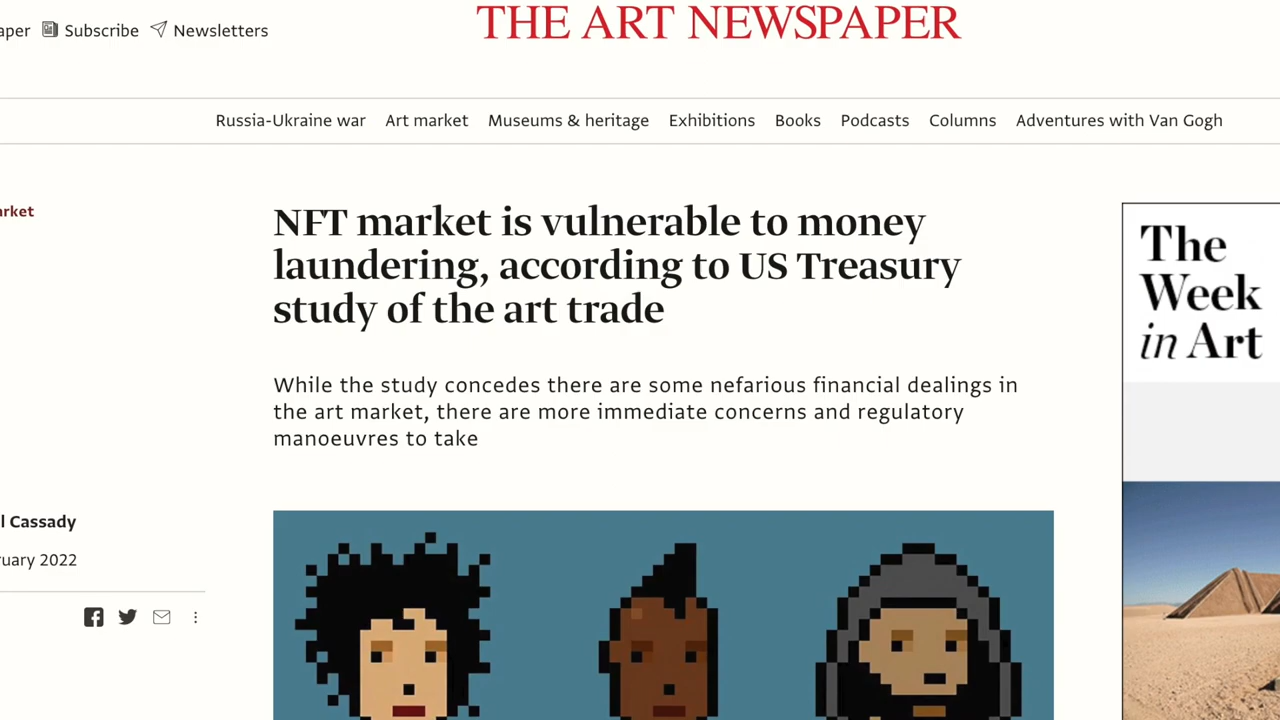 THE ART NEWSPAPER
Subscribe Newsletters
Russia-Ukraine war Art market Museums & heritage Exhibitions Books Podcasts Columns Adventures with Van Gogh
NFT market is vulnerable to money
laundering, according to US Treasury
study of the art trade
While the study concedes there are some nefarious financial dealings in
the art market, there are more immediate concerns and regulatory
manoeuvres to take
Cassady
2022
The
Week
in Art